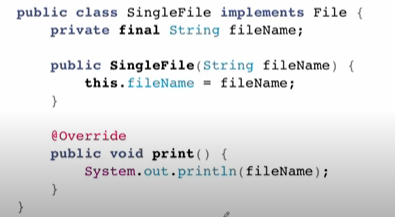 public class SingleFile implements File {
private final String fileName;
public SingleFile(String fileName) {
this.fileName = fileName;
}
@Override
public void print() {
System.out.println(fileName);
}
}